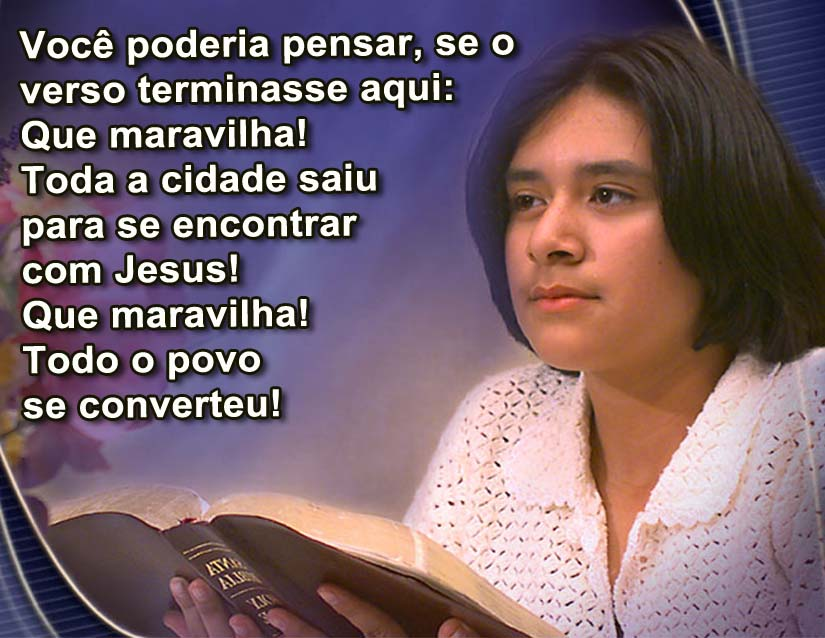 Você poderia pensar, se o
verso terminasse aqui:
Que maravilha!
Toda a cidade saiu
para se encontrar
com Jesus!
Que maravilha!
Todo o povo
se converteu!